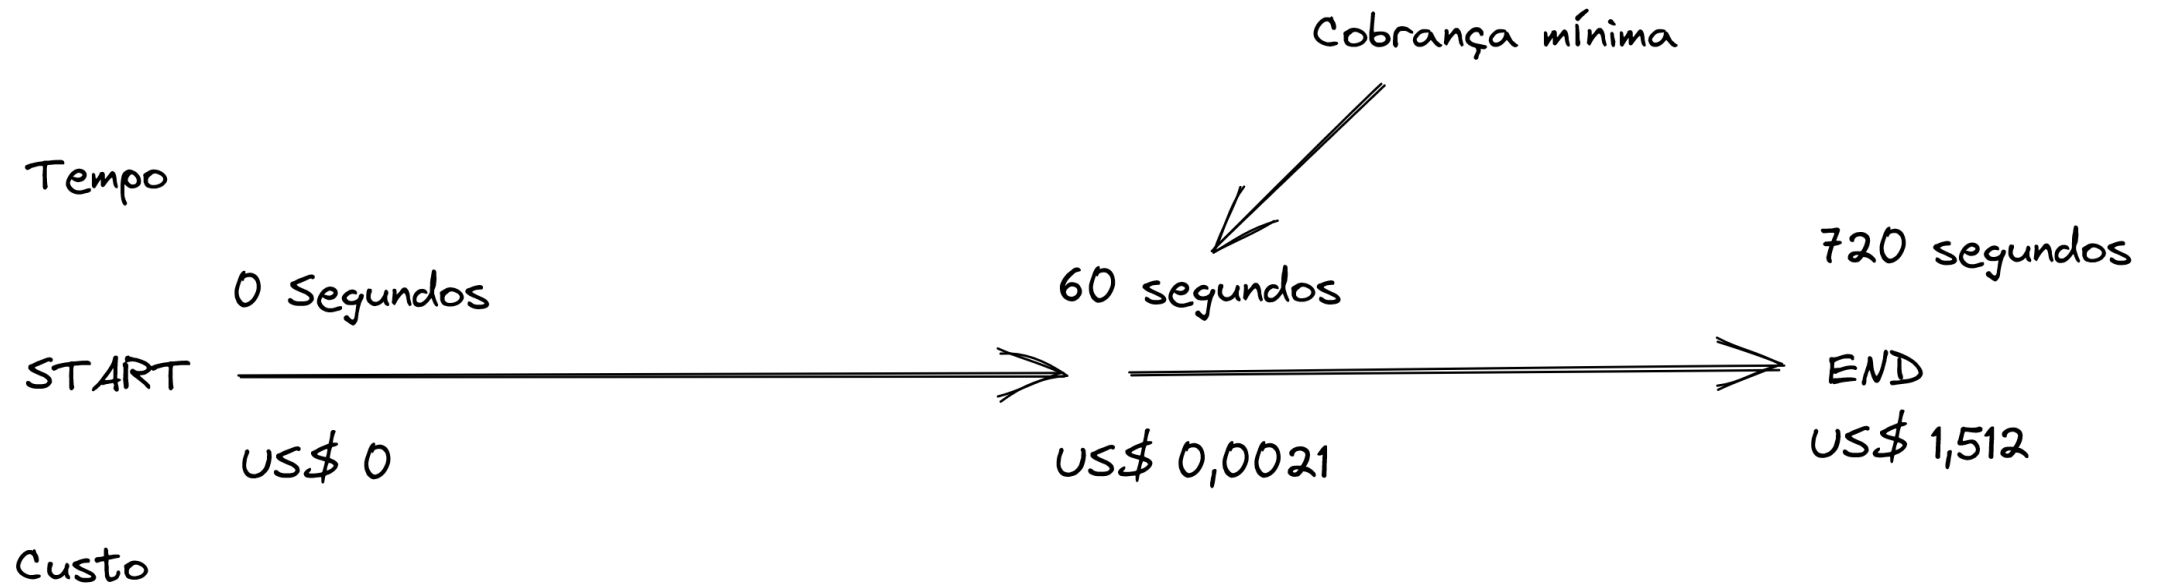 Cobrança mínima
Tempo
0 Segundos
60 segundos
720 segundos
START
END
US$ 0
US$ 0,0021
US$ 1,512
Custo